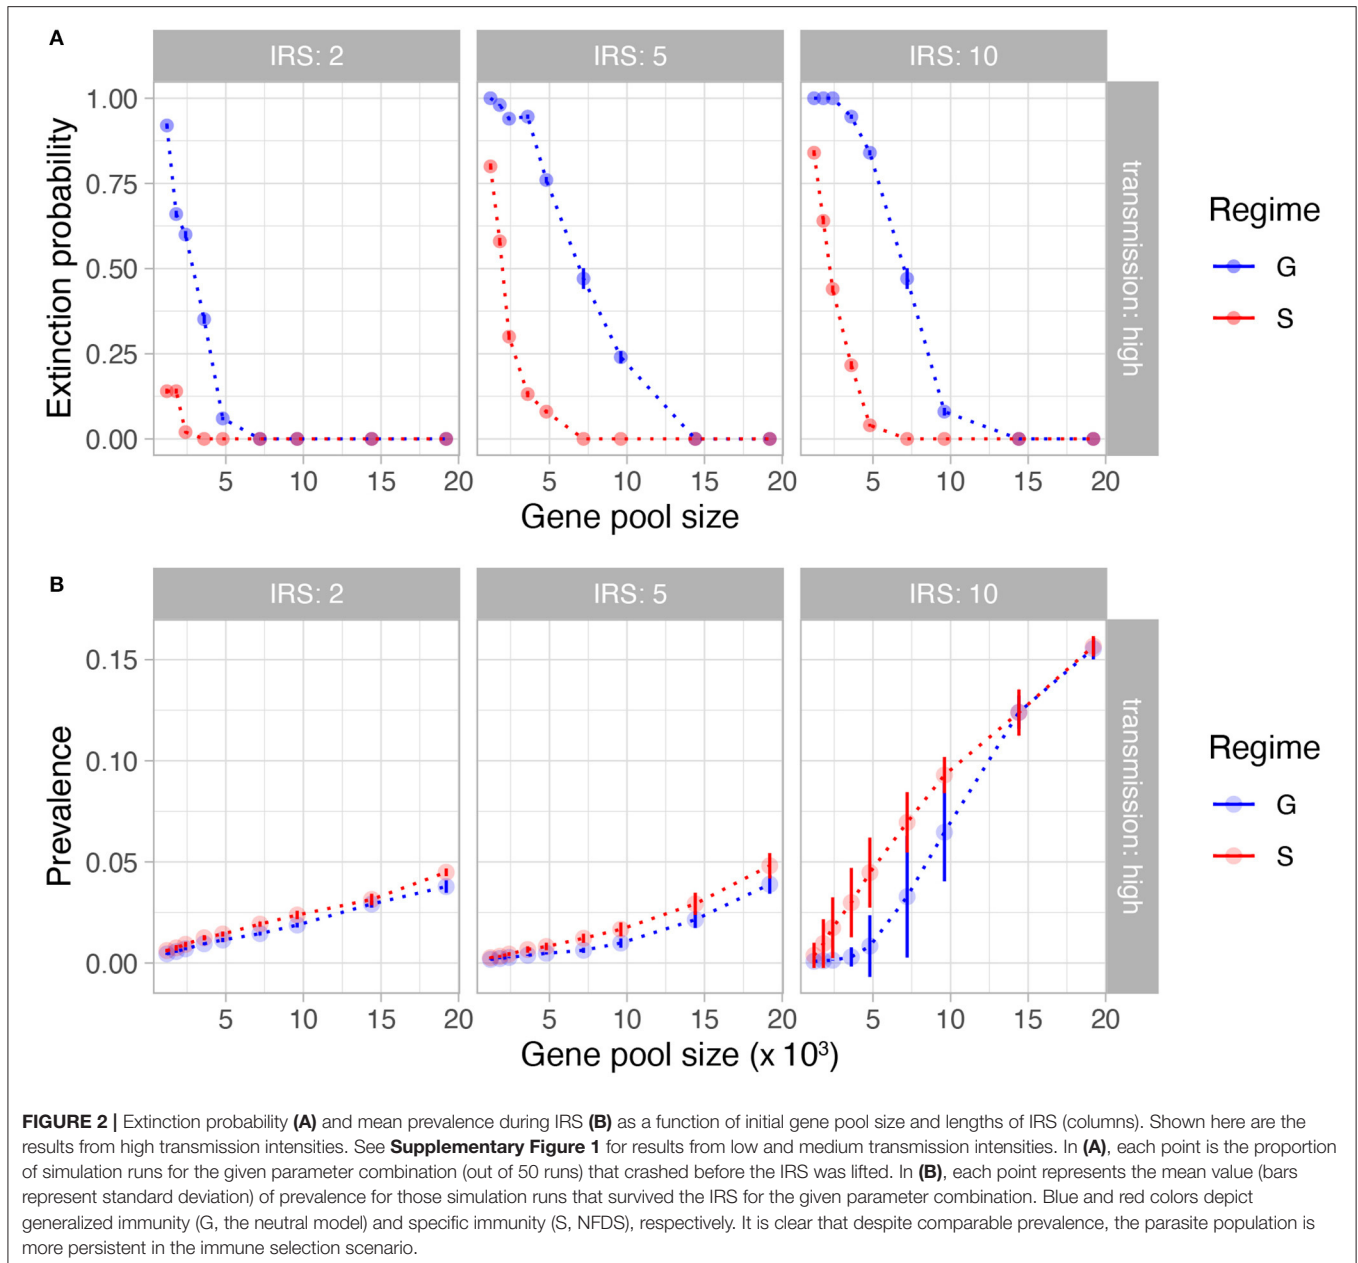 A
IRS: 2
IRS: 5
IRS: 10
1.00
0.75
0.50
0.25
0.00
Extinction probability
transmission: high
5 10 15 20
5 10 15 20
5 10 15 20
Gene pool size
Regime
G
S
B
IRS: 2
IRS: 5
IRS: 10
0.15
0.10
0.05
0.00
Prevalence
transmission: high
5 10 15 20
5 10 15 20
5 10 15 20
Gene pool size (x 10³)
Regime
G
S
FIGURE 2 | Extinction probability (A) and mean prevalence during IRS (B) as a function of initial gene pool size and lengths of IRS (columns). Shown here are the
results from high transmission intensities. See Supplementary Figure 1 for results from low and medium transmission intensities. In (A), each point is the proportion
of simulation runs for the given parameter combination (out of 50 runs) that crashed before the IRS was lifted. In (B), each point represents the mean value (bars
represent standard deviation) of prevalence for those simulation runs that survived the IRS for the given parameter combination. Blue and red colors depict
generalized immunity (G, the neutral model) and specific immunity (S, NFDS), respectively. It is clear that despite comparable prevalence, the parasite population is
more persistent in the immune selection scenario.